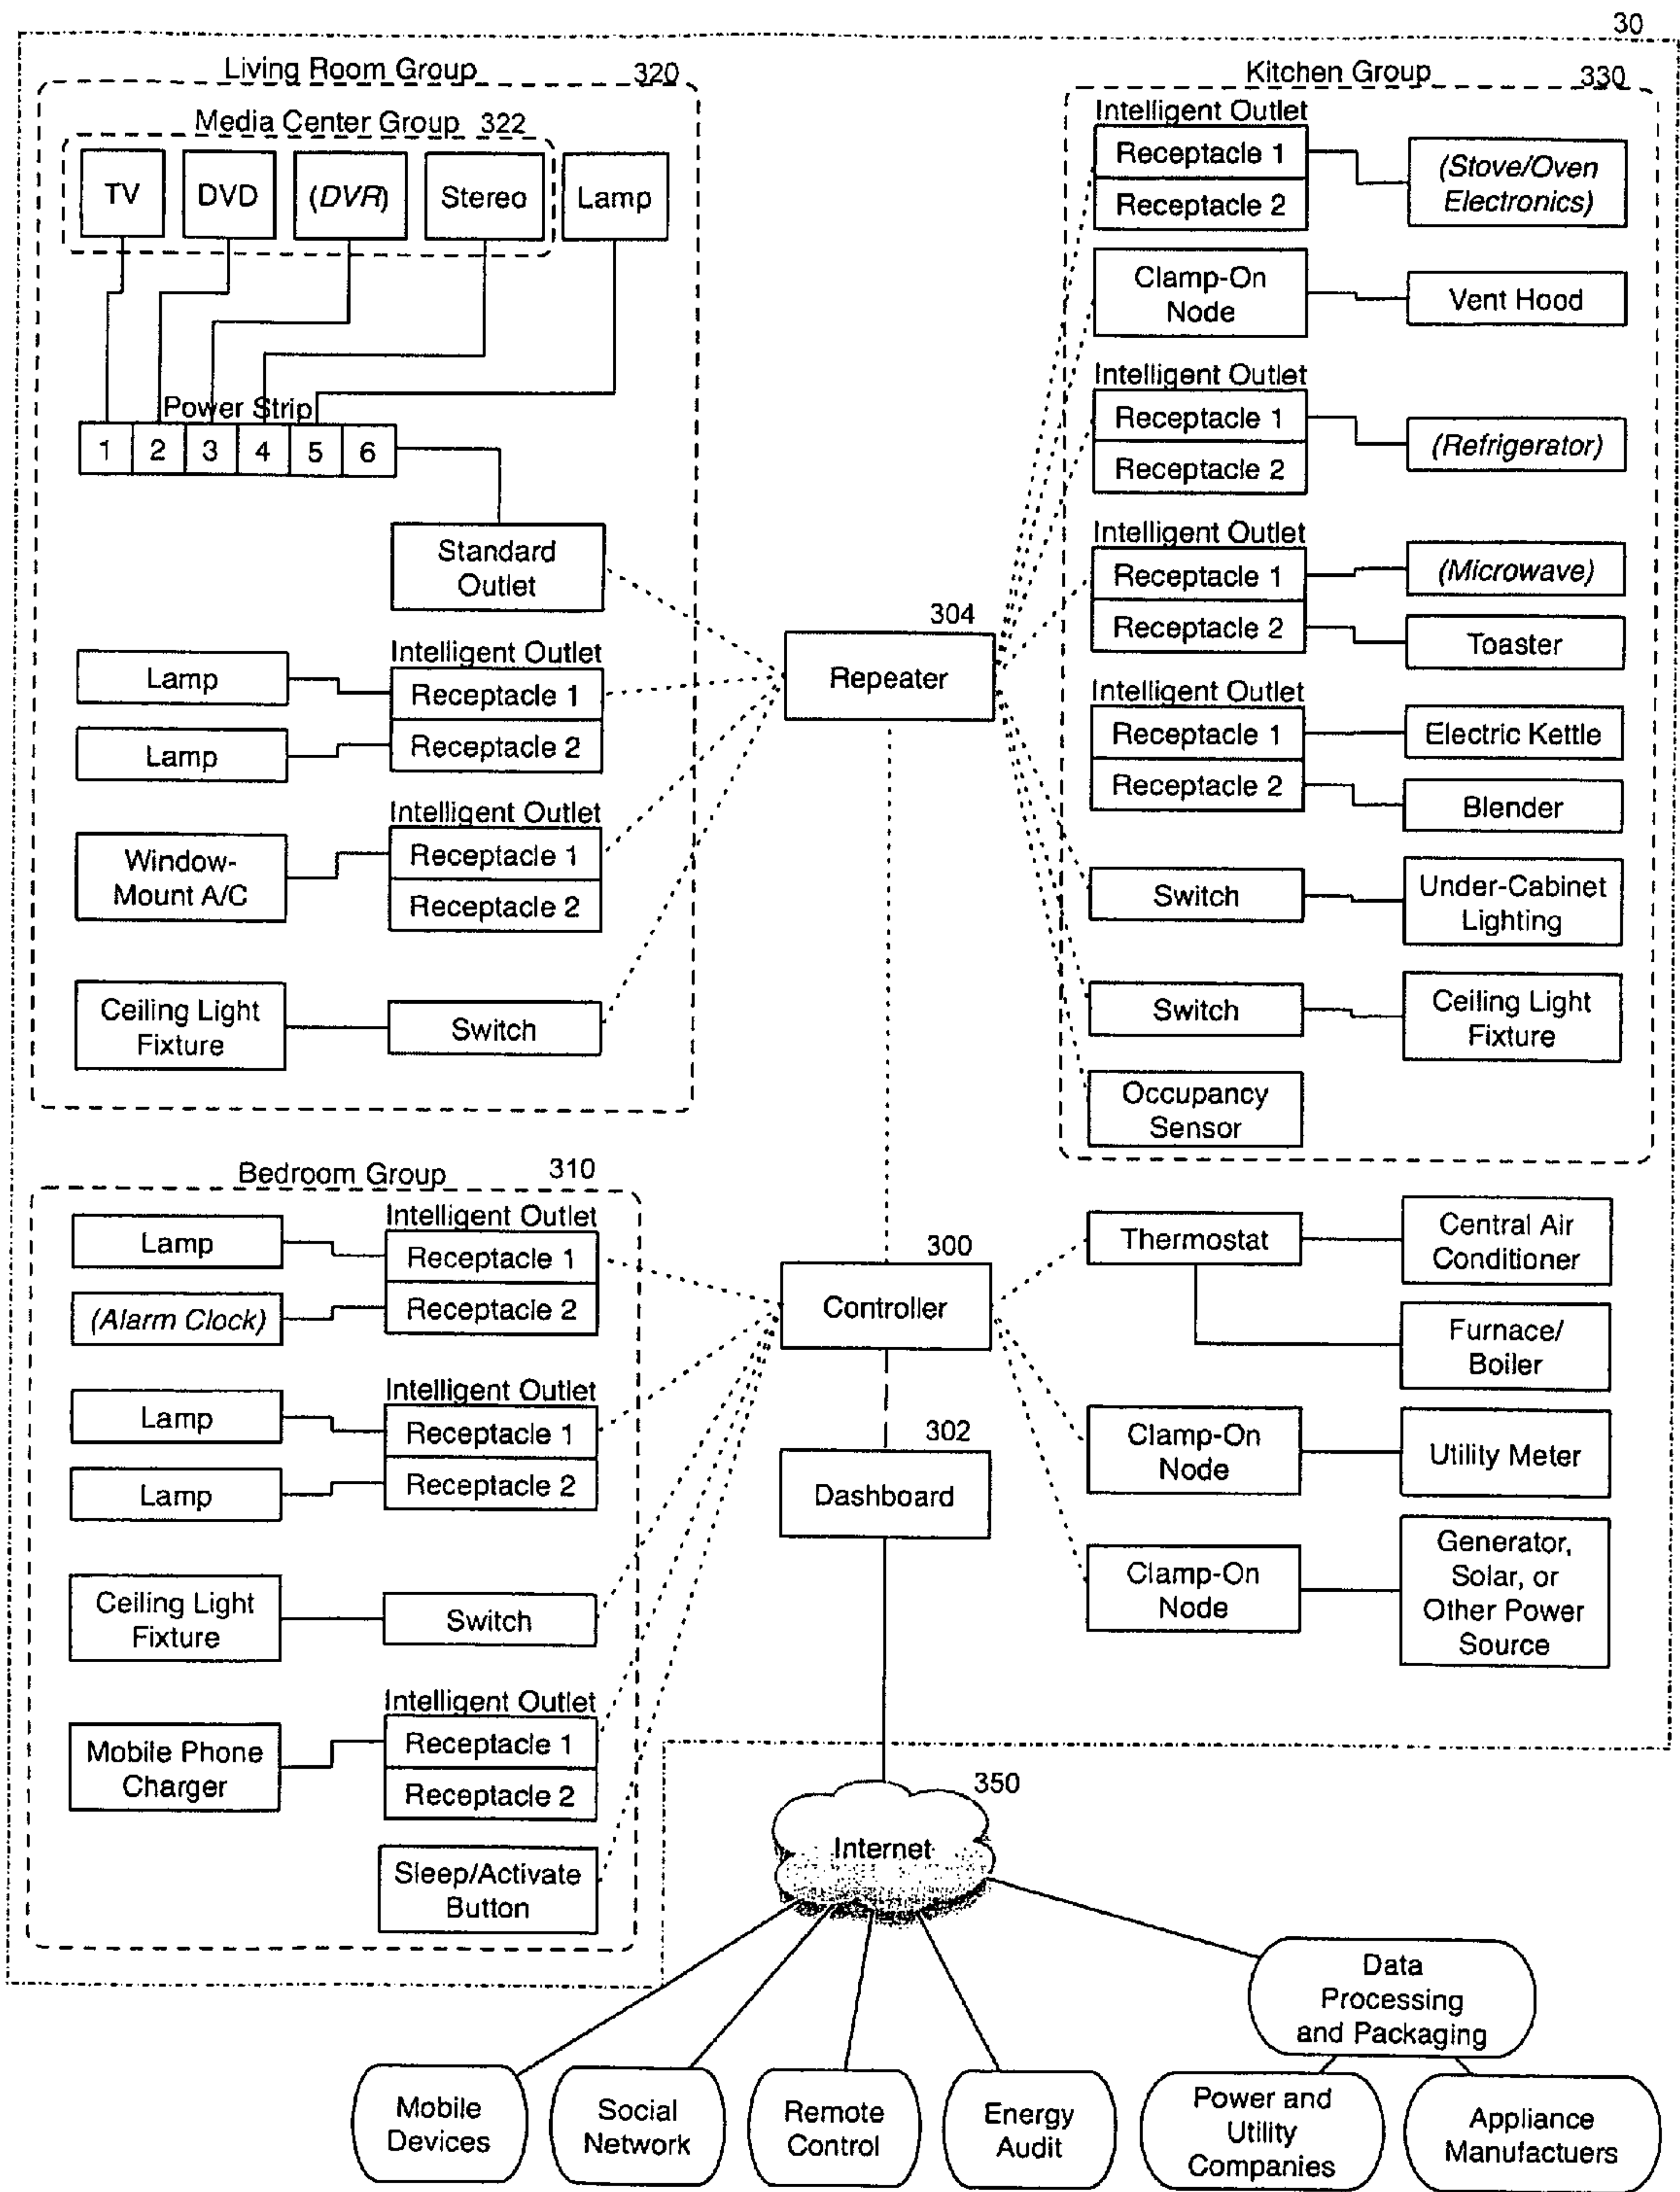 30
Living Room Group
320
Media Center Group 322
TV
DVD
(DVR)
Stereo
Lamp
Power Strip
1
2
3
4
5
6
Standard
Outlet
Lamp
Lamp
Intelligent Outlet
Receptacle 1
Receptacle 2
Window-
Mount A/C
Intelligent Outlet
Receptacle 1
Receptacle 2
Ceiling Light
Fixture
Switch
304
Repeater
Kitchen Group
330
Intelligent Outlet
Receptacle 1
Receptacle 2
(Stove/Oven
Electronics)
Clamp-On
Node
Vent Hood
Intelligent Outlet
Receptacle 1
Receptacle 2
(Refrigerator)
Intelligent Outlet
Receptacle 1
Receptacle 2
(Microwave)
Toaster
Intelligent Outlet
Receptacle 1
Receptacle 2
Electric Kettle
Blender
Switch
Under-Cabinet
Lighting
Switch
Ceiling Light
Fixture
Occupancy
Sensor
Bedroom Group
310
Lamp
(Alarm Clock)
Intelligent Outlet
Receptacle 1
Receptacle 2
Lamp
Lamp
Intelligent Outlet
Receptacle 1
Receptacle 2
Ceiling Light
Fixture
Switch
Mobile Phone
Charger
Intelligent Outlet
Receptacle 1
Receptacle 2
Sleep/Activate
Button
300
Controller
302
Dashboard
Thermostat
Central Air
Conditioner
Furnace/
Boiler
Clamp-On
Node
Utility Meter
Clamp-On
Node
Generator,
Solar, or
Other Power
Source
350
Internet
Data
Processing
and Packaging
Mobile
Devices
Social
Network
Remote
Control
Energy
Audit
Power and
Utility
Companies
Appliance
Manufactuers